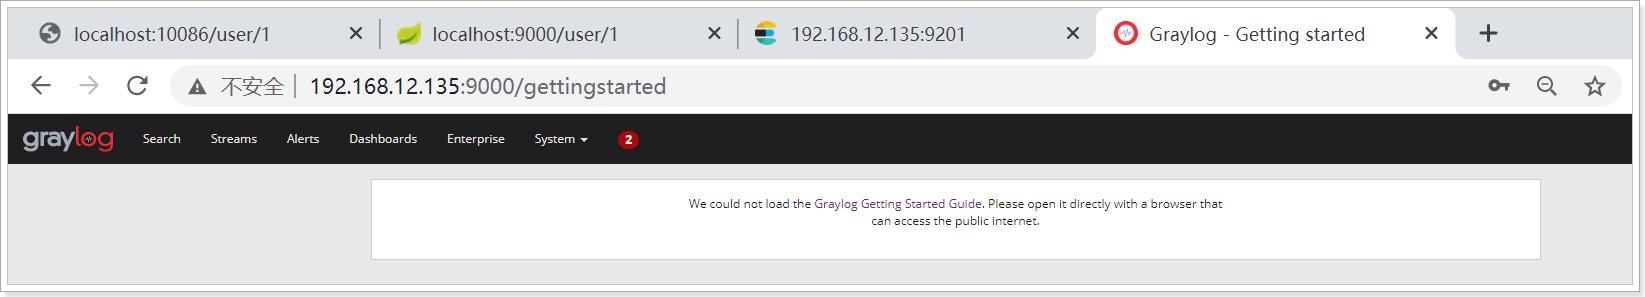 localhost:10086/user/1
localhost:9000/user/1
192.168.12.135:9201
Graylog - Getting started
不安全 192.168.12.135:9000/gettingstarted
graylog Search Streams Alerts Dashboards Enterprise System 2
We could not load the Graylog Getting Started Guide. Please open it directly with a browser that
can access the public internet.